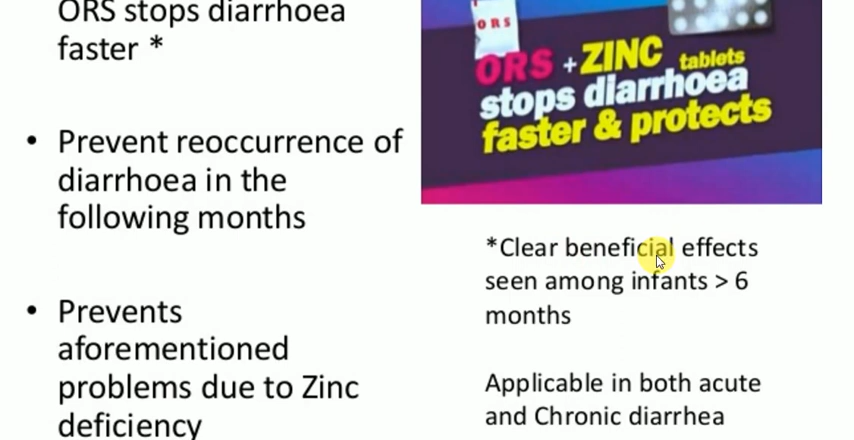 ORS stops diarrhoea
faster *
• Prevent reoccurrence of
diarrhoea in the
following months
• Prevents
aforementioned
problems due to Zinc
deficiency
ORS
ORS + ZINC tablets
stops diarrhoea
faster & protects
*Clear beneficial effects
seen among infants > 6
months
Applicable in both acute
and Chronic diarrhea